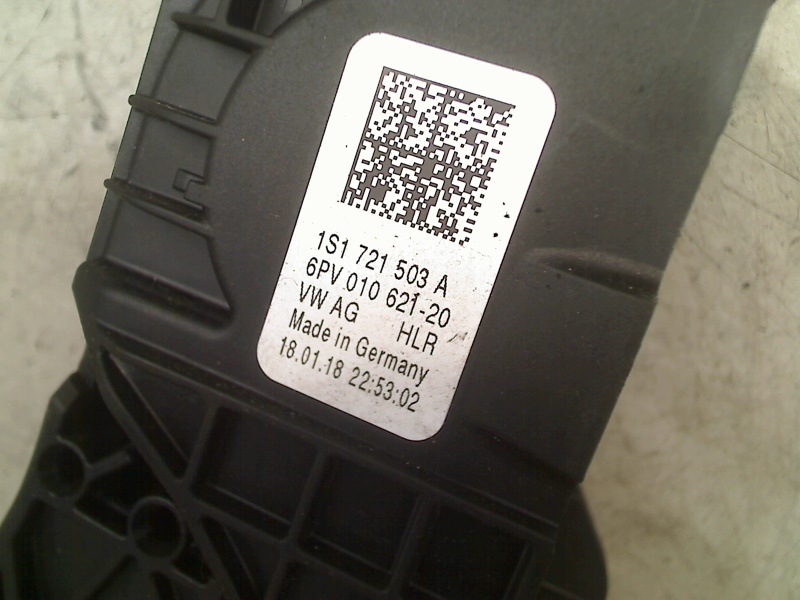 1S1 721 503 A
6PV 010 621-20
VW AG HLR
Made in Germany
18.01.18 22:53:02